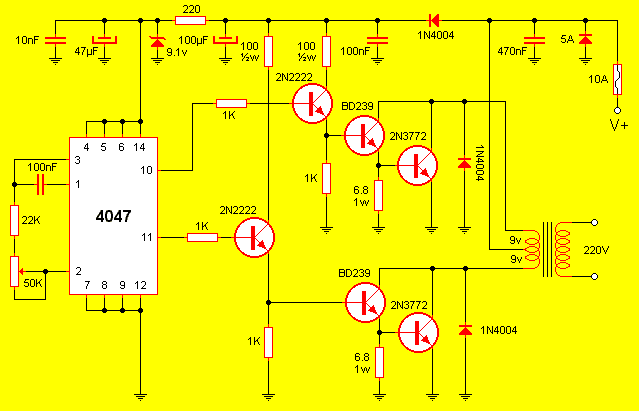 220
10nF
47µF
9.1v
100µF
100
½w
100
½w
100nF
1N4004
470nF
5A
10A
V+
2N2222
1K
BD239
2N3772
1N4004
4 5 6 14
3
10
100nF
1
4047
1K
6.8
1w
22K
11
1K
2N2222
9v
9v
220V
2
50K
7 8 9 12
BD239
2N3772
1N4004
1K
6.8
1w